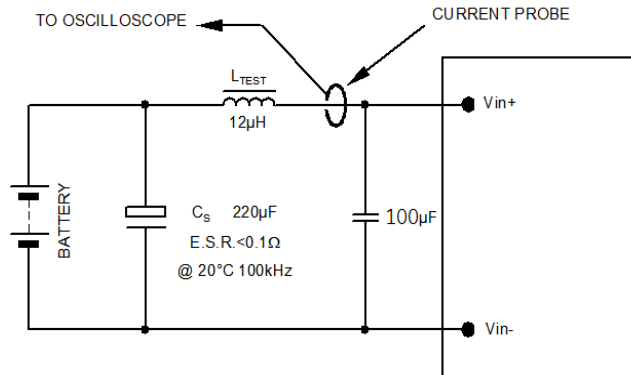 TO OSCILLOSCOPE
CURRENT PROBE
LTEST
12µH
Vin+
BATTERY
CS 220µF
E.S.R.<0.1Ω
@ 20°C 100kHz
100µF
Vin-